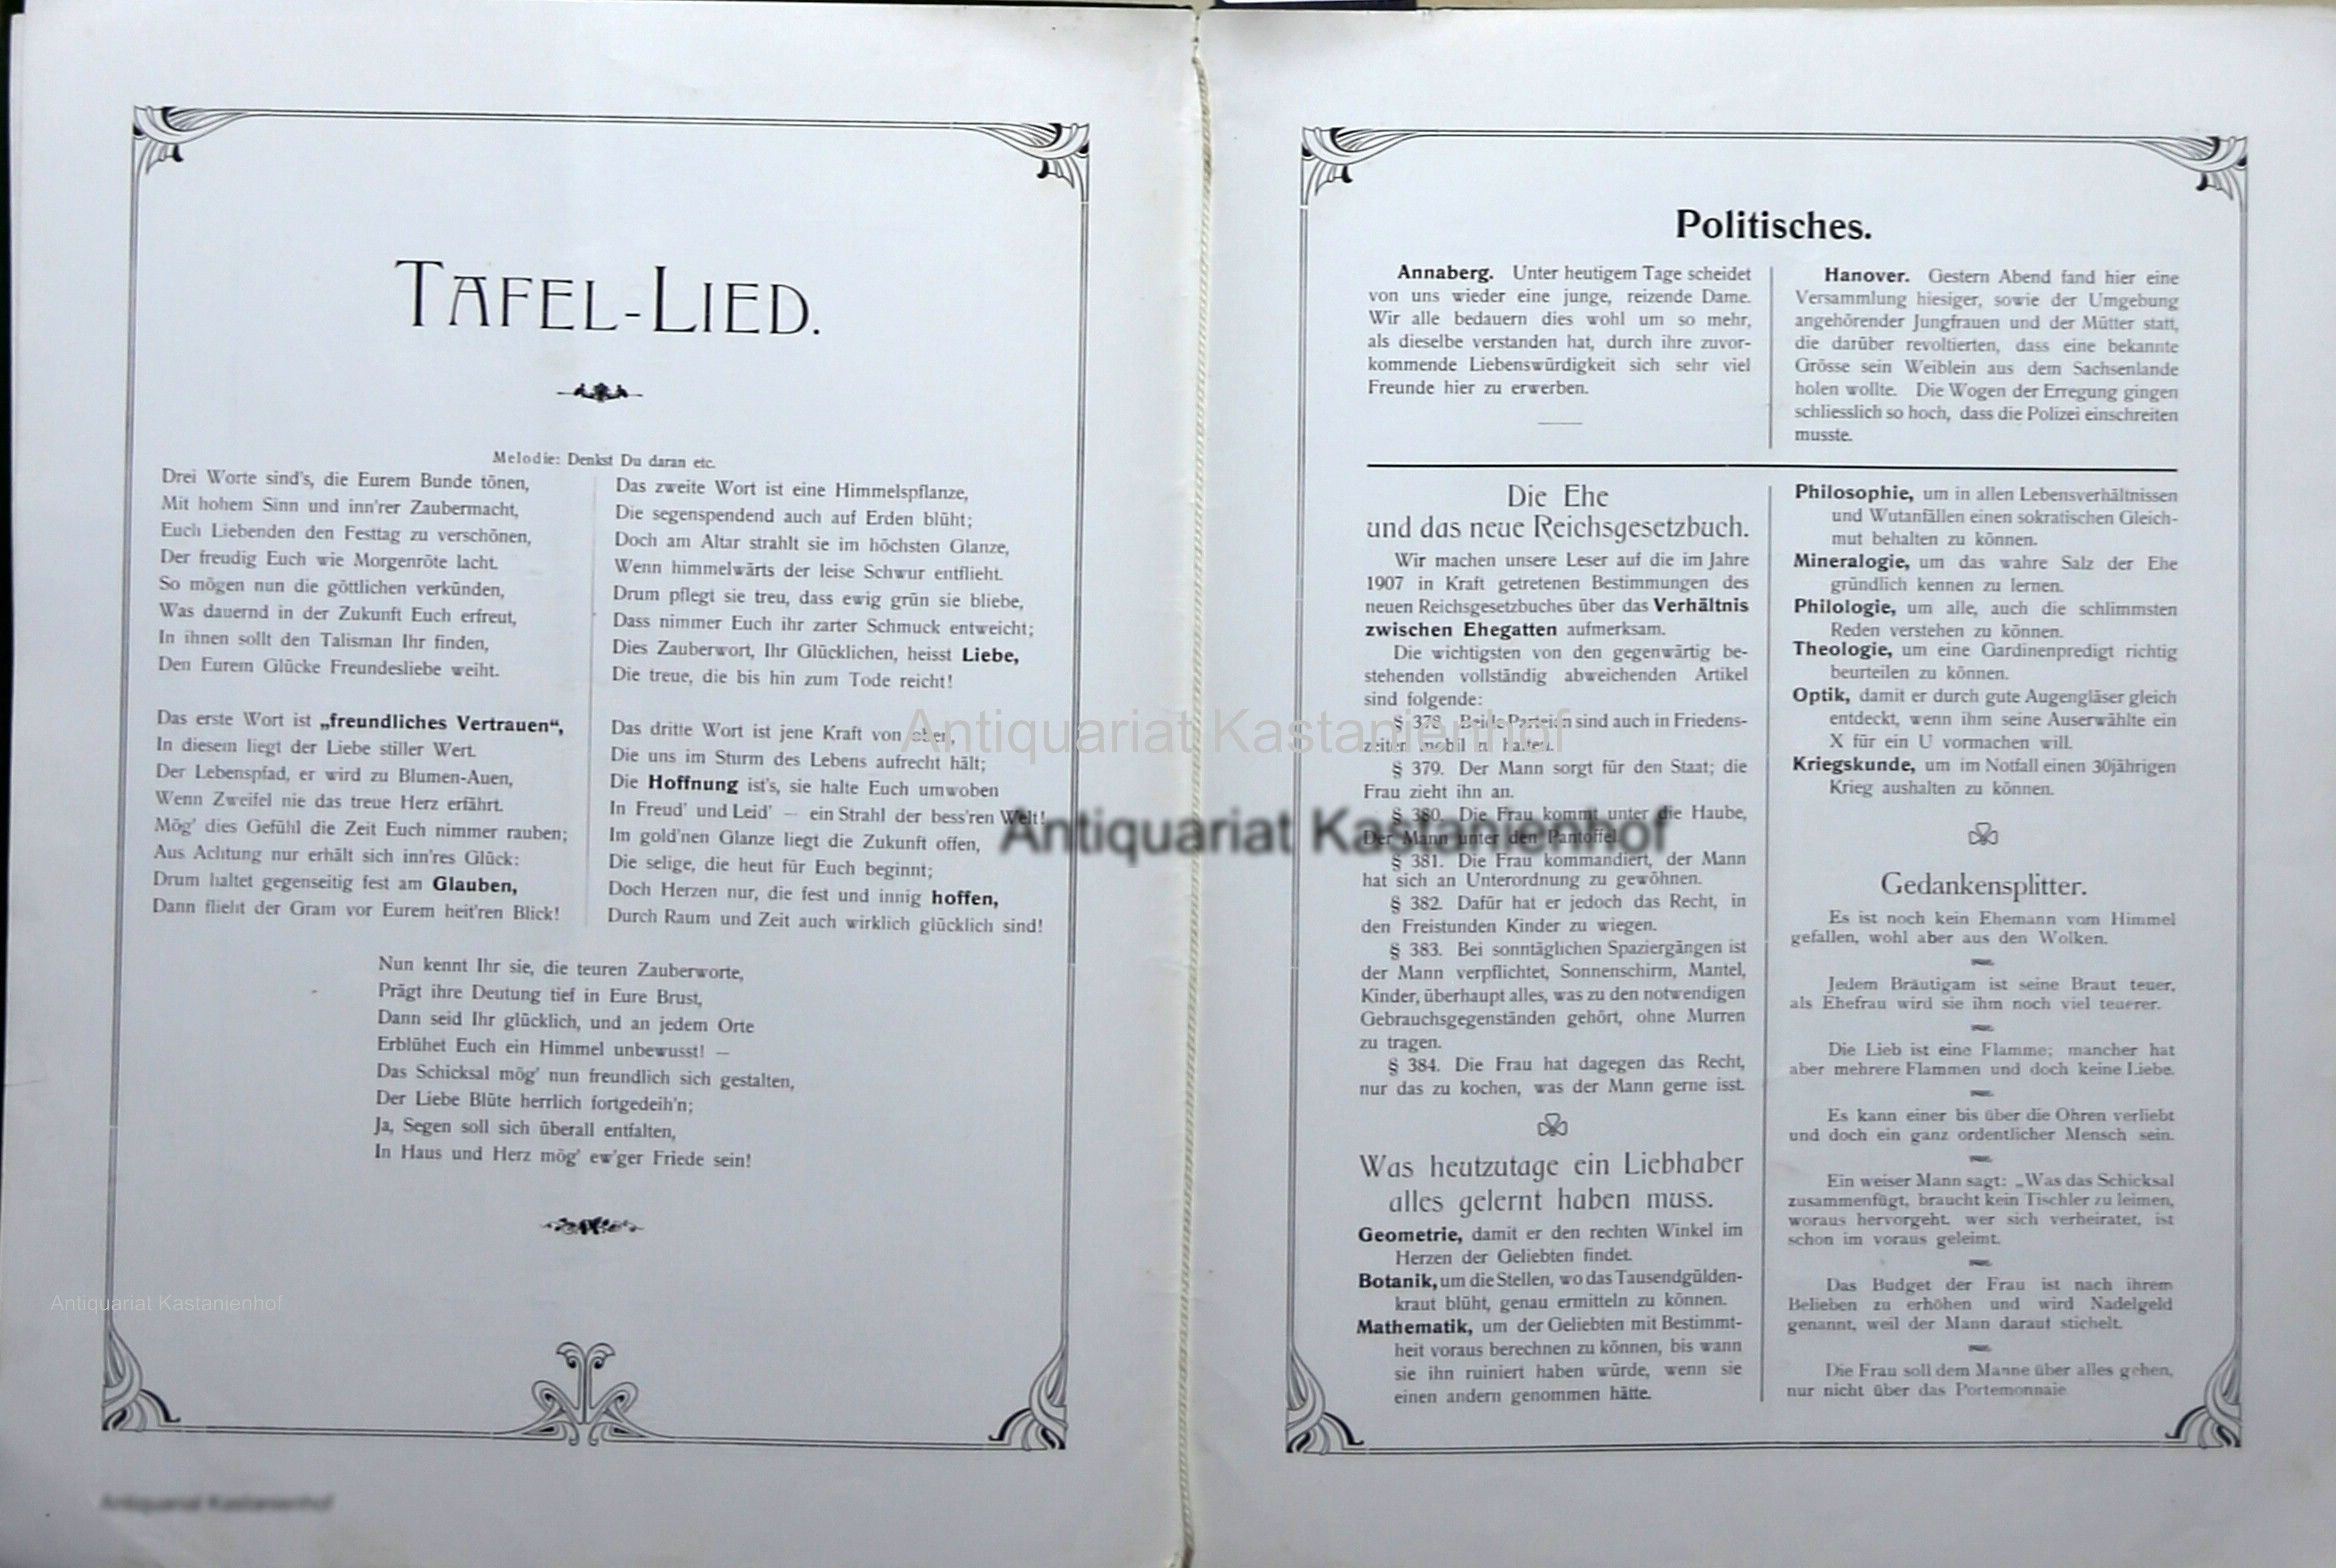 TAFEL-LIED.
Melodie: Denkst Du daran etc.
Drei Worte sind's, die Eurem Bunde tönen,
Mit hohem Sinn und inn'rer Zaubermacht,
Euch Liebenden den Festtag zu verschönen,
Der freudig Euch wie Morgenröte lacht.
So mögen nun die göttlichen verkünden,
Was dauernd in der Zukunft Euch erfreut,
In ihnen sollt den Talisman Ihr finden,
Den Eurem Glücke Freundesliebe weiht.
Das erste Wort ist „freundliches Vertrauen“,
In diesem liegt der Liebe stiller Wert.
Der Lebenspfad, er wird zu Blumen-Auen,
Wenn Zweifel nie das treue Herz erfährt.
Mög' dies Gefühl die Zeit Euch nimmer rauben;
Aus Achtung nur erhält sich inn'res Glück:
Drum haltet gegenseitig fest am Glauben,
Dann flieht der Gram vor Eurem heit'ren Blick!
Das zweite Wort ist eine Himmelspflanze,
Die segenspendend auch auf Erden blüht;
Doch am Altar strahlt sie im höchsten Glanze,
Wenn himmelwärts der leise Schwur entflieht.
Drum pflegt sie treu, dass ewig grün sie bliebe,
Dass nimmer Euch ihr zarter Schmuck entweicht;
Dies Zauberwort, Ihr Glücklichen, heisst Liebe,
Die treue, die bis hin zum Tode reicht!
Das dritte Wort ist jene Kraft von oben,
Die uns im Sturm des Lebens aufrecht hält;
Die Hoffnung ist's, sie halte Euch umwoben
In Freud' und Leid' — ein Strahl der bess'ren Welt!
Im gold'nen Glanze liegt die Zukunft offen,
Die selige, die heut für Euch beginnt;
Doch Herzen nur, die fest und innig hoffen,
Durch Raum und Zeit auch wirklich glücklich sind!
Nun kennt Ihr sie, die teuren Zauberworte,
Prägt ihre Deutung tief in Eure Brust,
Dann seid Ihr glücklich, und an jedem Orte
Erblühet Euch ein Himmel unbewusst! —
Das Schicksal mög' nun freundlich sich gestalten,
Der Liebe Blüte herrlich fortgedeih'n;
Ja, Segen soll sich überall entfalten,
In Haus und Herz mög' ew'ger Friede sein!
Politisches.
Annaberg. Unter heutigem Tage scheidet
von uns wieder eine junge, reizende Dame.
Wir alle bedauern dies wohl um so mehr,
als dieselbe verstanden hat, durch ihre zuvor-
kommende Liebenswürdigkeit sich sehr viel
Freunde hier zu erwerben.
Hanover. Gestern Abend fand hier eine
Versammlung hiesiger, sowie der Umgebung
angehörender Jungfrauen und der Mütter statt,
die darüber revoltierten, dass eine bekannte
Grösse sein Weiblein aus dem Sachsenlande
holen wollte. Die Wogen der Erregung gingen
schliesslich so hoch, dass die Polizei einschreiten
musste.
Die Ehe
und das neue Reichsgesetzbuch.
Wir machen unsere Leser auf die im Jahre
1907 in Kraft getretenen Bestimmungen des
neuen Reichsgesetzbuches über das Verhältnis
zwischen Ehegatten aufmerksam.
Die wichtigsten von den gegenwärtig be-
stehenden vollständig abweichenden Artikel
sind folgende:
§ 378. Beide Parteien sind auch in Friedens-
zeiten mobil zu halten.
§ 379. Der Mann sorgt für den Staat; die
Frau zieht ihn an.
§ 380. Die Frau kommt unter die Haube,
Der Mann unter den Pantoffel.
§ 381. Die Frau kommandiert, der Mann
hat sich an Unterordnung zu gewöhnen.
§ 382. Dafür hat er jedoch das Recht, in
den Freistunden Kinder zu wiegen.
§ 383. Bei sonntäglichen Spaziergängen ist
der Mann verpflichtet, Sonnenschirm, Mantel,
Kinder, überhaupt alles, was zu den notwendigen
Gebrauchsgegenständen gehört, ohne Murren
zu tragen.
§ 384. Die Frau hat dagegen das Recht,
nur das zu kochen, was der Mann gerne isst.
Was heutzutage ein Liebhaber
alles gelernt haben muss.
Geometrie, damit er den rechten Winkel im
Herzen der Geliebten findet.
Botanik, um die Stellen, wo das Tausendgülden-
kraut blüht, genau ermitteln zu können.
Mathematik, um der Geliebten mit Bestimmt-
heit voraus berechnen zu können, bis wann
sie ihn ruiniert haben würde, wenn sie
einen andern genommen hätte.
Philosophie, um in allen Lebensverhältnissen
und Wutanfällen einen sokratischen Gleich-
mut behalten zu können.
Mineralogie, um das wahre Salz der Ehe
gründlich kennen zu lernen.
Philologie, um alle, auch die schlimmsten
Reden verstehen zu können.
Theologie, um eine Gardinenpredigt richtig
beurteilen zu können.
Optik, damit er durch gute Augengläser gleich
entdeckt, wenn ihm seine Auserwählte ein
X für ein U vormachen will.
Kriegskunde, um im Notfall einen 30jährigen
Krieg aushalten zu können.
Gedankensplitter.
Es ist noch kein Ehemann vom Himmel
gefallen, wohl aber aus den Wolken.
Jedem Bräutigam ist seine Braut teuer,
als Ehefrau wird sie ihm noch viel teuerer.
Die Lieb ist eine Flamme; mancher hat
aber mehrere Flammen und doch keine Liebe.
Es kann einer bis über die Ohren verliebt
und doch ein ganz ordentlicher Mensch sein.
Ein weiser Mann sagt: „Was das Schicksal
zusammenfügt, braucht kein Tischler zu leimen,
woraus hervorgeht, wer sich verheiratet, ist
schon im voraus geleimt.
Das Budget der Frau ist nach ihrem
Belieben zu erhöhen und wird Nadelgeld
genannt, weil der Mann darauf stichelt.
Die Frau soll dem Manne über alles gehen,
nur nicht über das Portemonnaie
Antiquariat Kastanienhof
Antiquariat Kastanienhof
Antiquariat Kastanienhof
Antiquariat Kastanienhof